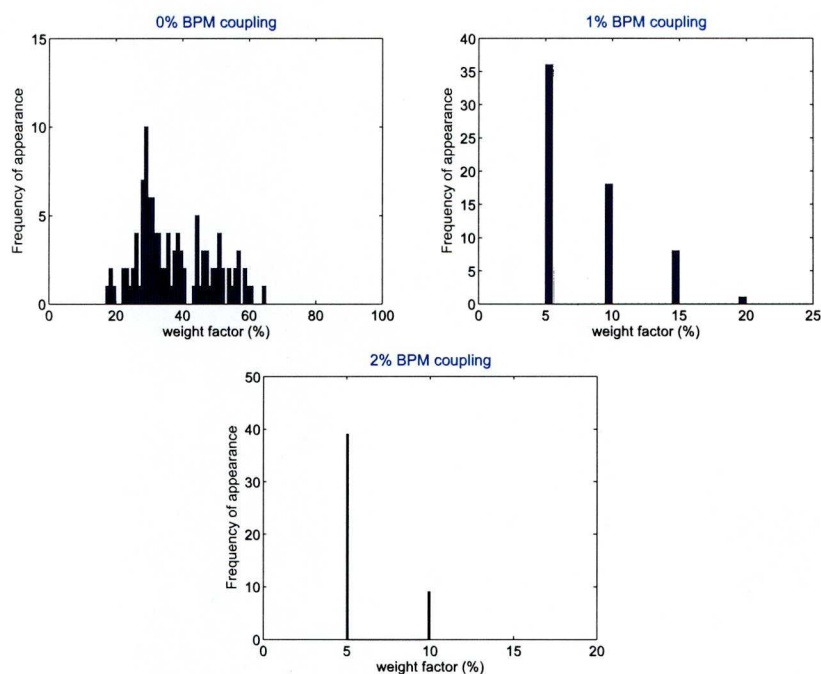 0% BPM coupling
Frequency of appearance
15
10
5
0
0 20 40 60 80 100
weight factor (%)
1% BPM coupling
Frequency of appearance
40
35
30
25
20
15
10
5
0
0 5 10 15 20 25
weight factor (%)
2% BPM coupling
Frequency of appearance
50
40
30
20
10
0
0 5 10 15 20
weight factor (%)